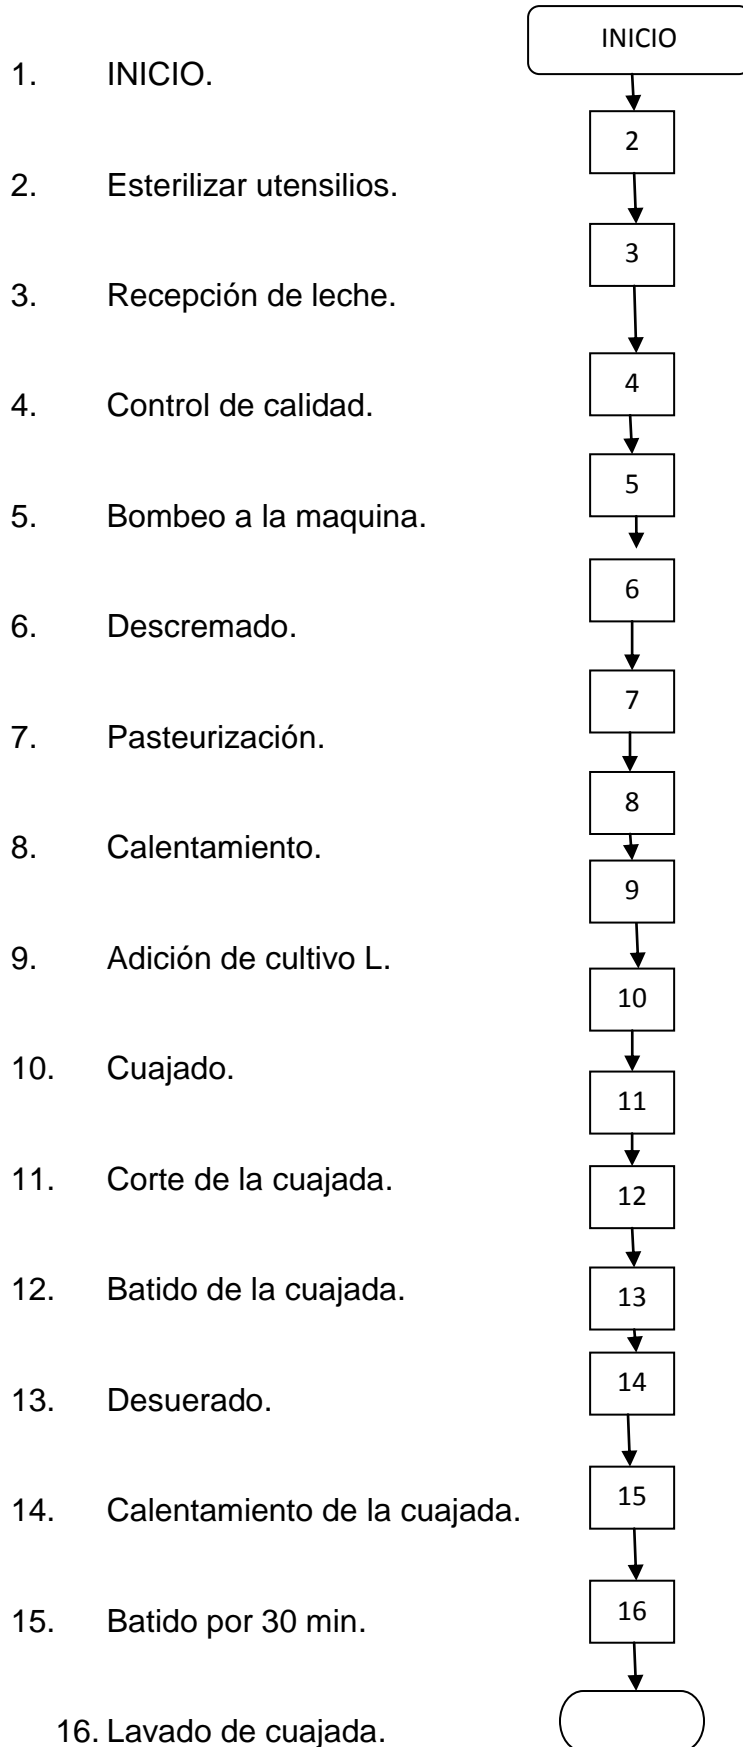 1. INICIO.
2. Esterilizar utensilios.
3. Recepción de leche.
4. Control de calidad.
5. Bombeo a la maquina.
6. Descremado.
7. Pasteurización.
8. Calentamiento.
9. Adición de cultivo L.
10. Cuajado.
11. Corte de la cuajada.
12. Batido de la cuajada.
13. Desuerado.
14. Calentamiento de la cuajada.
15. Batido por 30 min.
16. Lavado de cuajada.
INICIO
2
3
4
5
6
7
8
9
10
11
12
13
14
15
16